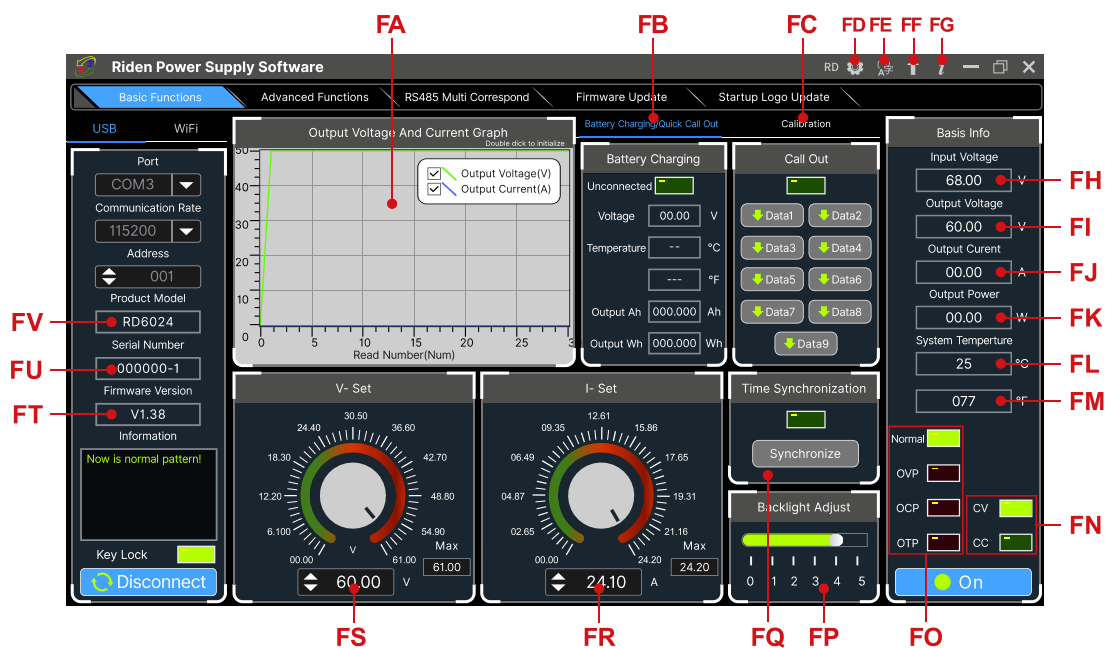 FA
FB
FC
FD FE FF FG
Riden Power Supply Software
RD
Basic Functions
Advanced Functions
RS485 Multi Correspond
Firmware Update
Startup Logo Update
USB
WiFi
Port
COM3
Communication Rate
115200
Address
001
Product Model
FV
RD6024
Serial Number
FU
000000-1
Firmware Version
FT
V1.38
Information
Now is normal pattern!
Key Lock
Disconnect
Output Voltage And Current Graph
Double dick to initialize
Output Voltage(V)
Output Current(A)
50
40
30
20
10
0
0 5 10 15 20 25 3
Read Number(Num)
Battery Charging/Quick Call Out
Calibration
Battery Charging
Unconnected
Voltage 00.00 V
Temperature -- °C
--- °F
Output Ah 000.000 Ah
Output Wh 000.000 Wh
Call Out
Data1 Data2
Data3 Data4
Data5 Data6
Data7 Data8
Data9
V- Set
30.50
24.40 36.60
18.30 42.70
12.20 48.80
6.100 54.90
00.00 V 61.00
Max
61.00
60.00 V
FS
I- Set
12.61
09.35 15.86
06.49 17.65
04.87 19.31
02.65 21.16
00.00 24.20
Max
24.20
24.10 A
FR
Time Synchronization
Synchronize
FQ
Backlight Adjust
0 1 2 3 4 5
FP
Basis Info
Input Voltage
68.00 V FH
Output Voltage
60.00 V FI
Output Curent
00.00 A FJ
Output Power
00.00 W FK
System Temperture
25 °C FL
077 °F FM
Normal
OVP
OCP
OTP
CV
CC
FN
On
FO